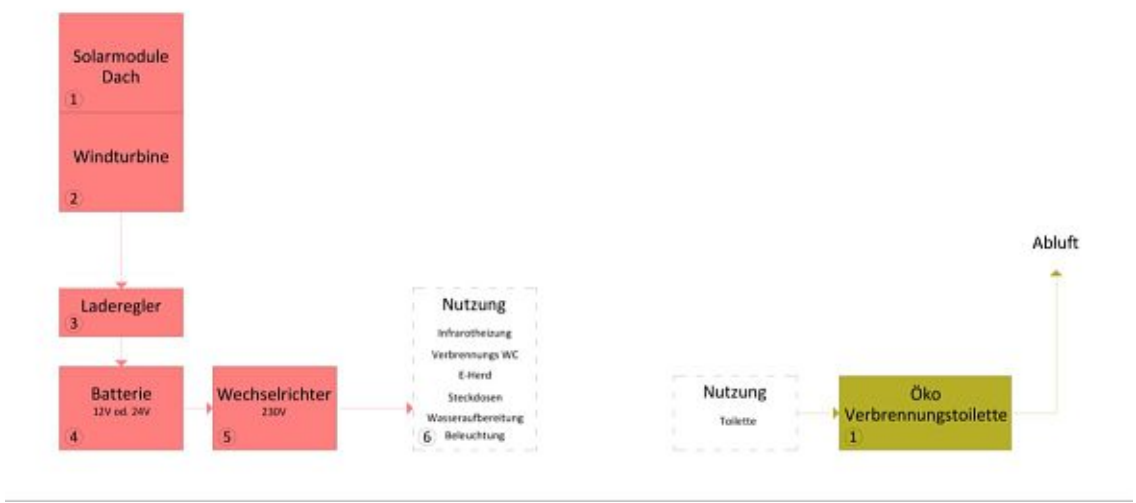 Solarmodule
Dach
1
Windturbine
2
Laderegler
3
Batterie
12V od. 24V
4
Wechselrichter
230V
5
Nutzung
Infrarotheizung
Verbrennungs WC
E-Herd
Steckdosen
Wasseraufbereitung
6 Beleuchtung
Nutzung
Toilette
Öko
Verbrennungstoilette
1
Abluft